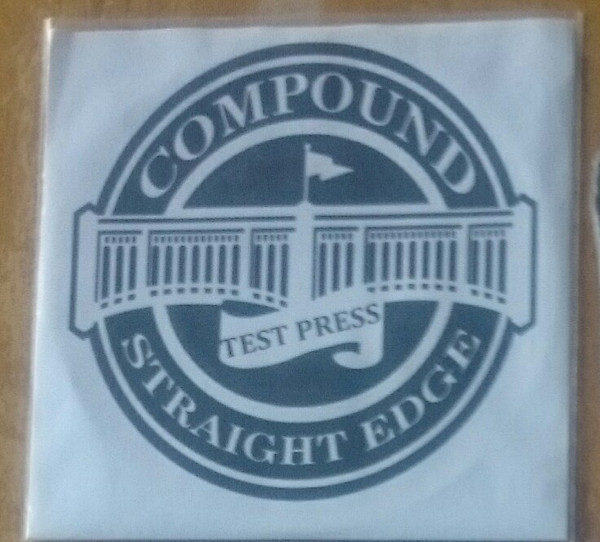 COMPOUND
TEST PRESS
STRAIGHT EDGE